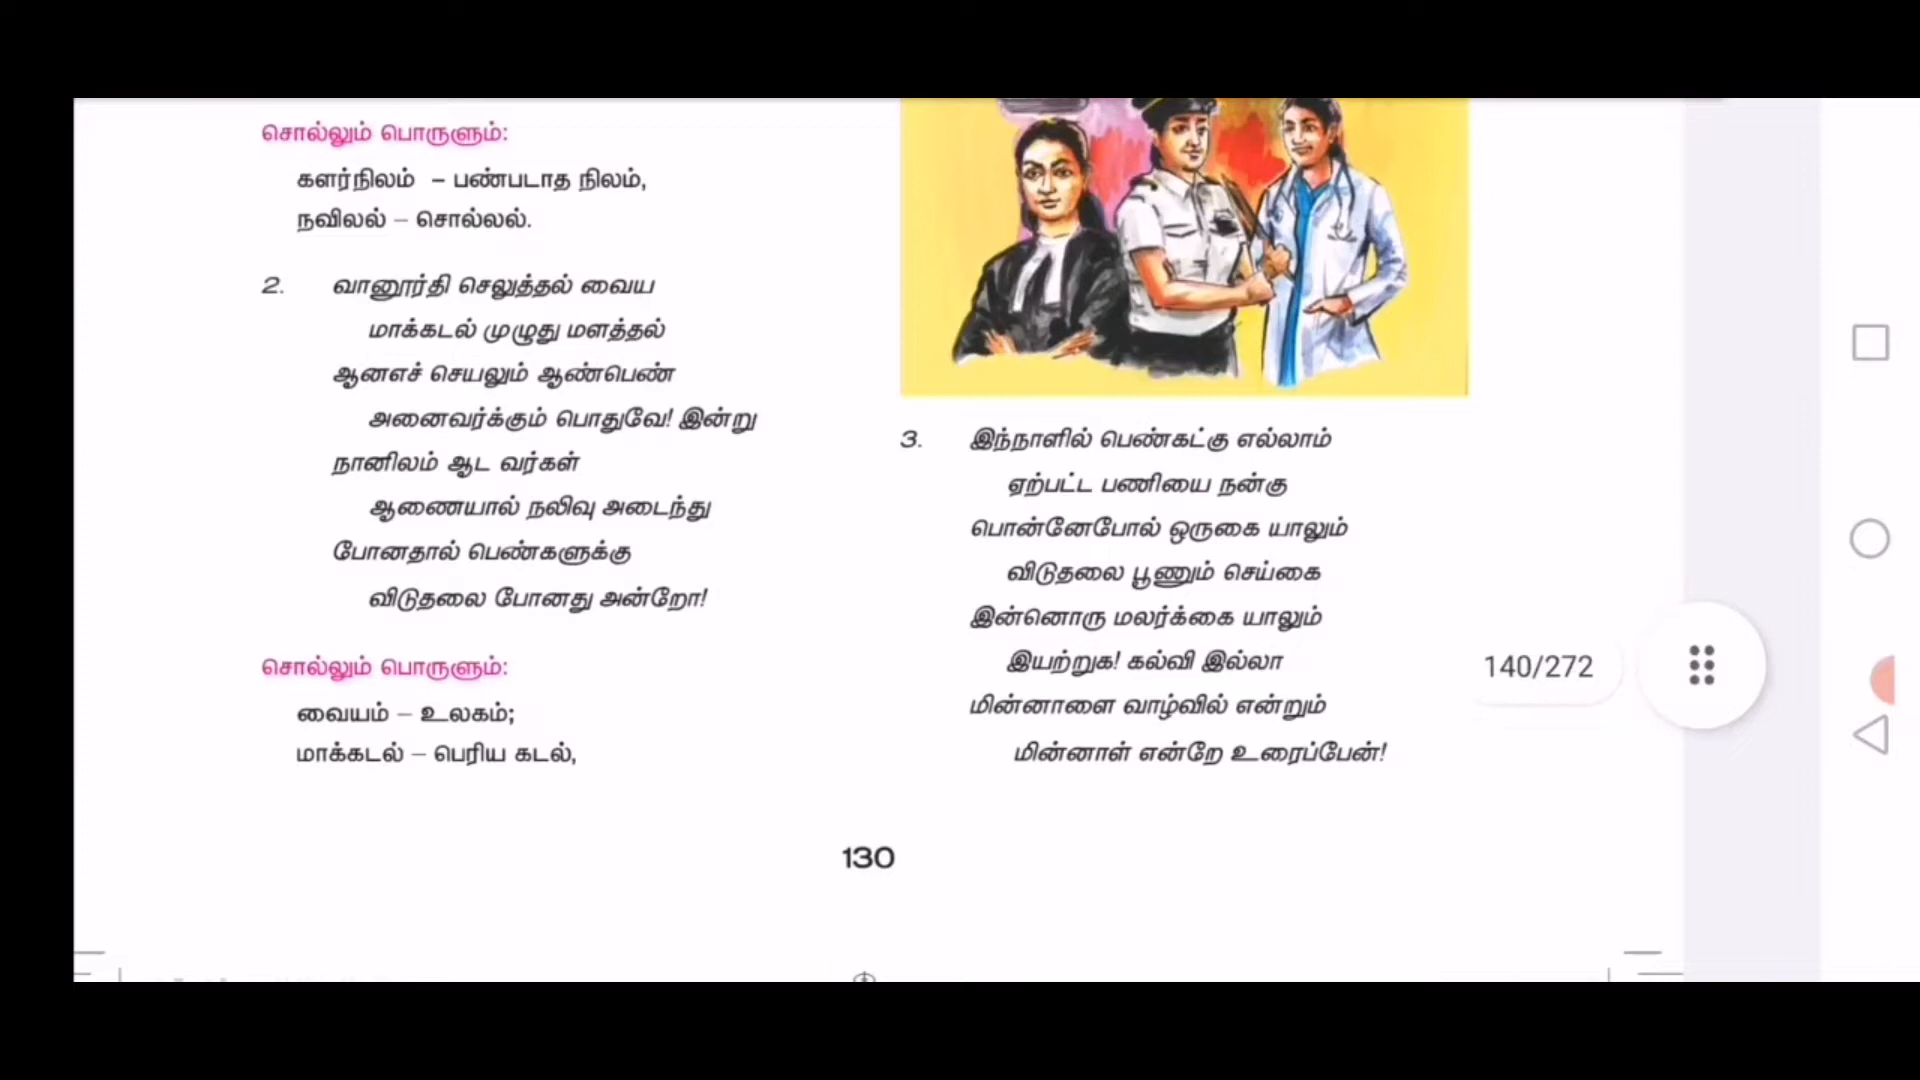 சொல்லும் பொருளும்:
களர்நிலம் – பண்படாத நிலம்,
நவிலல் – சொல்லல்.
2. வானூர்தி செலுத்தல் வைய
மாக்கடல் முழுது மளத்தல்
ஆனஎச் செயலும் ஆண்பெண்
அனைவர்க்கும் பொதுவே! இன்று
நானிலம் ஆட வர்கள்
ஆணையால் நலிவு அடைந்து
போனதால் பெண்களுக்கு
விடுதலை போனது அன்றோ!
சொல்லும் பொருளும்:
வையம் – உலகம்;
மாக்கடல் – பெரிய கடல்,
3. இந்நாளில் பெண்கட்கு எல்லாம்
ஏற்பட்ட பணியை நன்கு
பொன்னேபோல் ஒருகை யாலும்
விடுதலை பூணும் செய்கை
இன்னொரு மலர்க்கை யாலும்
இயற்றுக! கல்வி இல்லா
மின்னாளை வாழ்வில் என்றும்
மின்னாள் என்றே உரைப்பேன்!
140/272
130